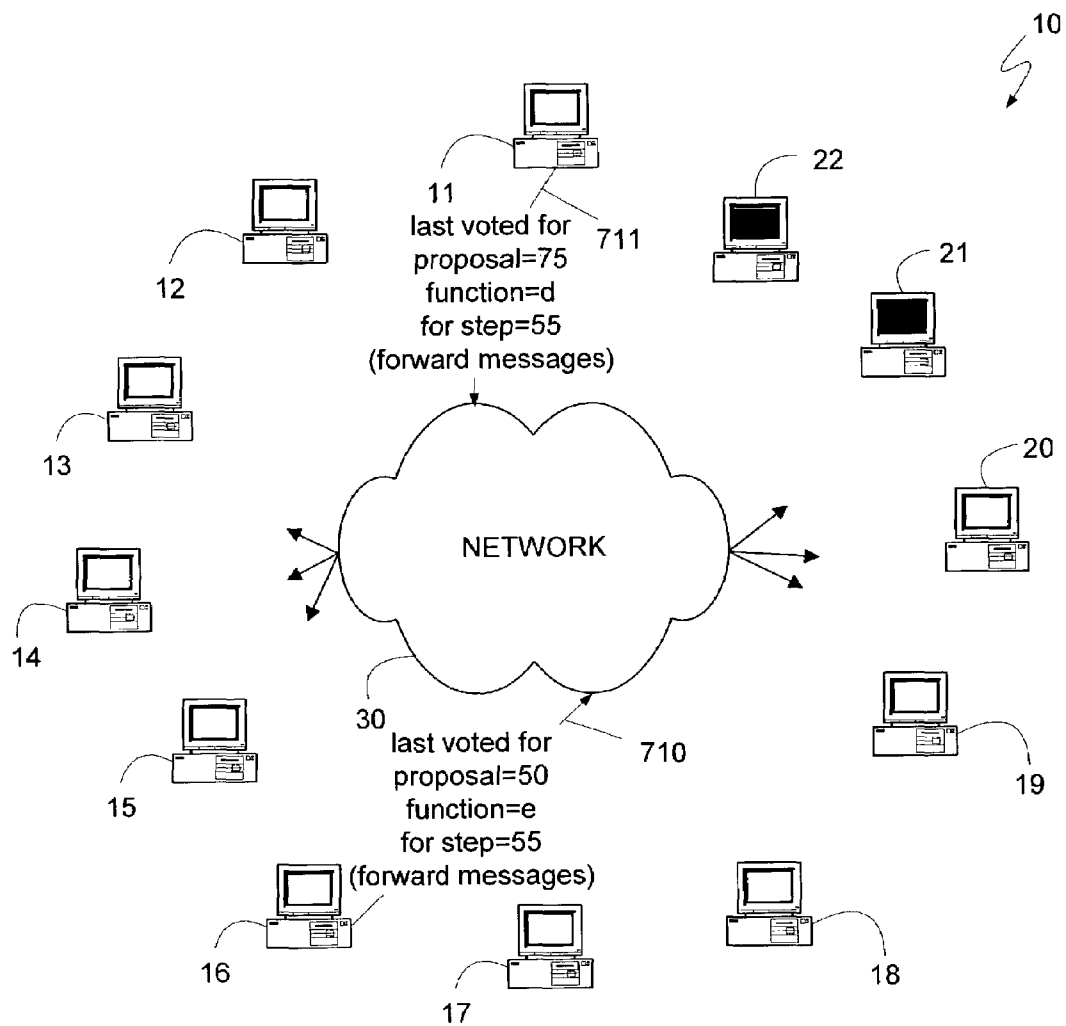 10
11
22
12
last voted for
proposal=75
function=d
for step=55
(forward messages)
711
21
13
20
NETWORK
14
30
710
last voted for
proposal=50
function=e
for step=55
(forward messages)
15
19
16
17
18